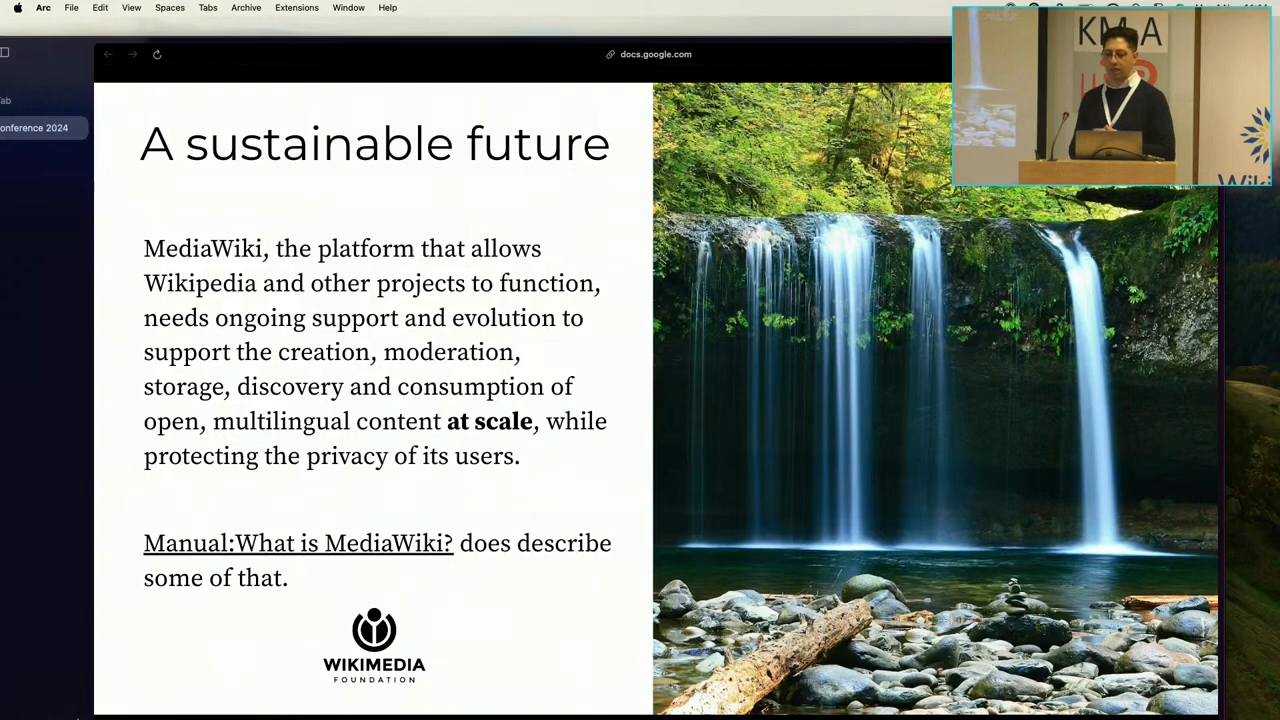 Arc File Edit View Spaces Tabs Archive Extensions Window Help
docs.google.com
onference 2024
A sustainable future
MediaWiki, the platform that allows
Wikipedia and other projects to function,
needs ongoing support and evolution to
support the creation, moderation,
storage, discovery and consumption of
open, multilingual content at scale, while
protecting the privacy of its users.
Manual:What is MediaWiki? does describe
some of that.
WIKIMEDIA
FOUNDATION